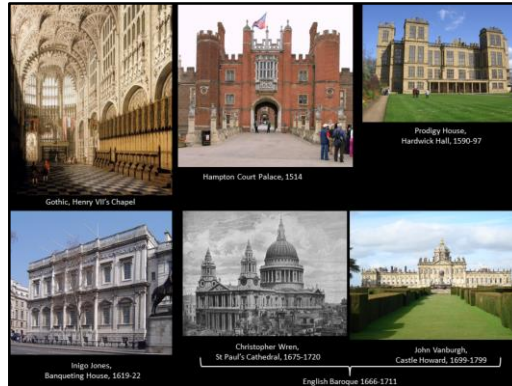 Gothic, Henry VII's Chapel
Hampton Court Palace, 1514
Prodigy House,
Hardwick Hall, 1590-97
Inigo Jones,
Banqueting House, 1619-22
Christopher Wren,
St Paul's Cathedral, 1675-1720
John Vanburgh,
Castle Howard, 1699-1799
English Baroque 1666-1711